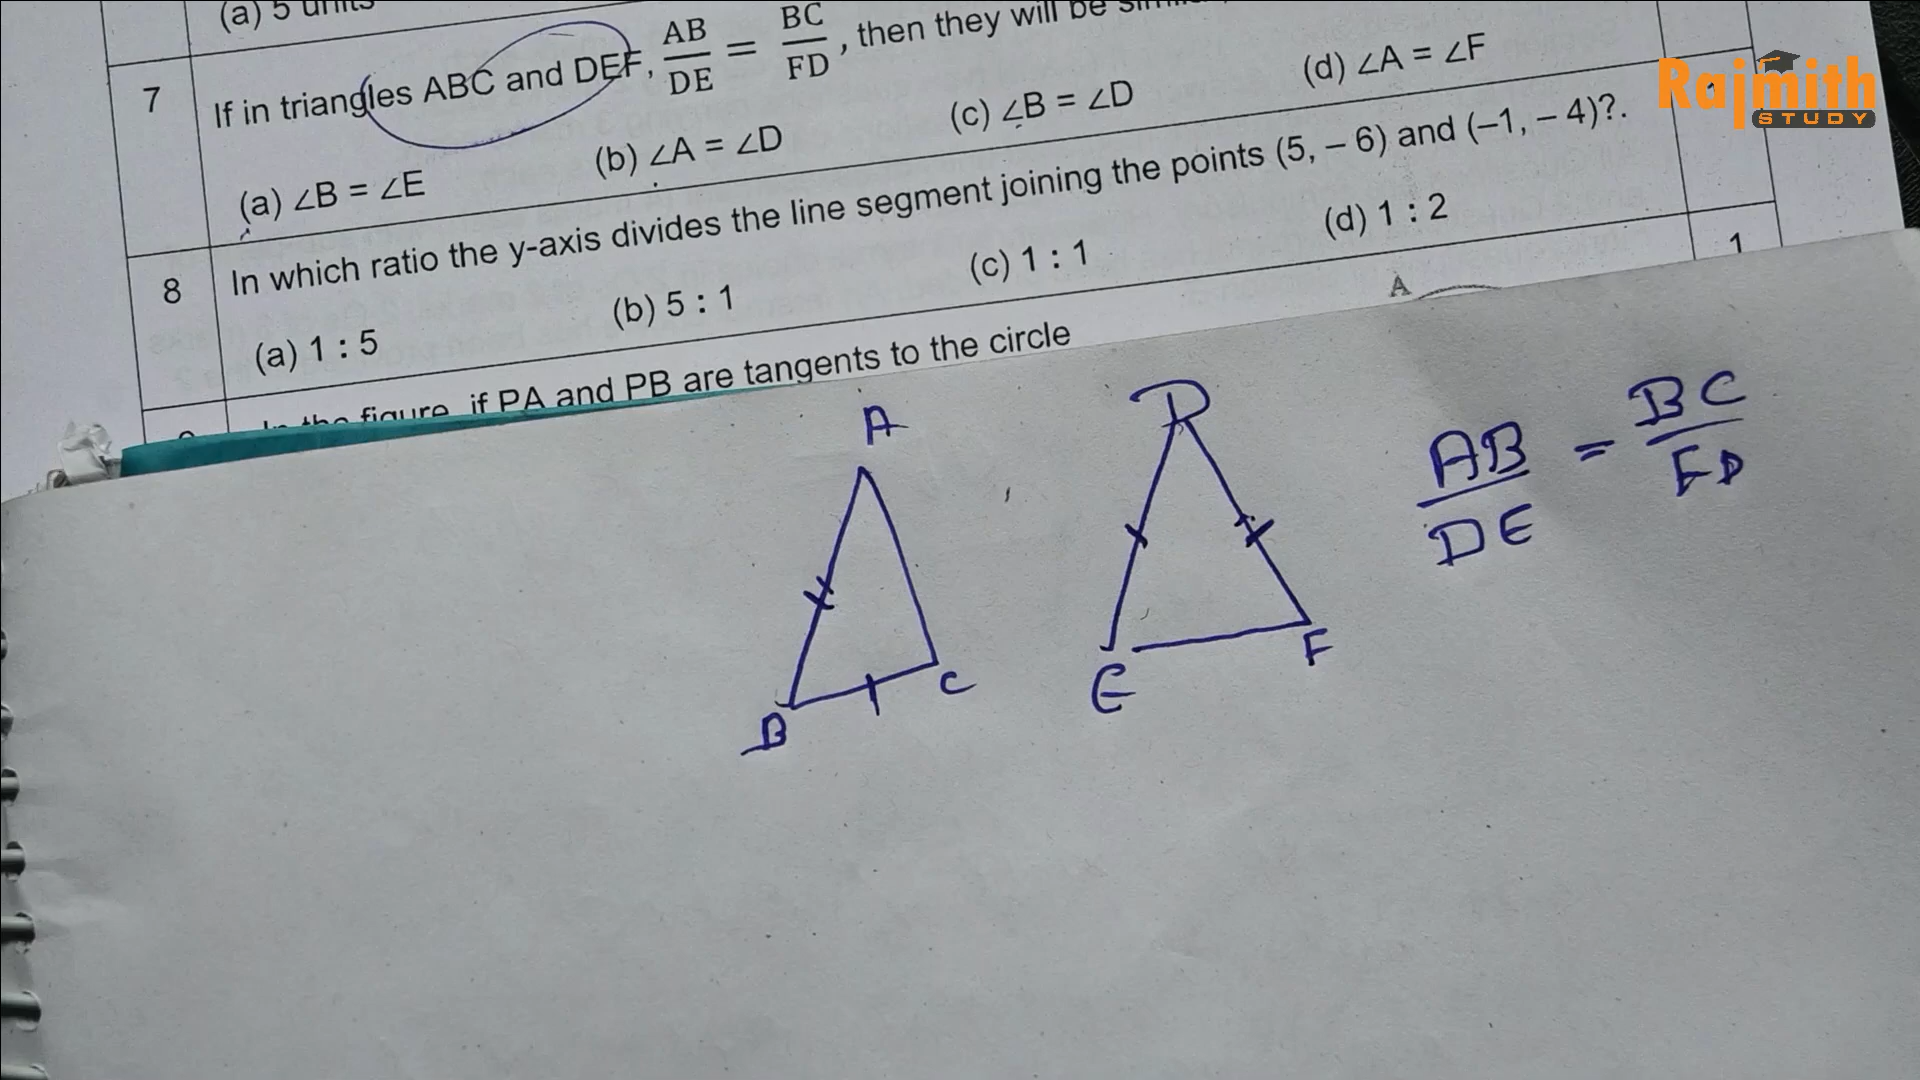 (a) 5 units
7 If in triangles ABC and DEF, AB/DE = BC/FD, then they will be
(a) ∠B = ∠E (b) ∠A = ∠D (c) ∠B = ∠D (d) ∠A = ∠F
8 In which ratio the y-axis divides the line segment joining the points (5, – 6) and (–1, – 4)?.
(a) 1 : 5 (b) 5 : 1 (c) 1 : 1 (d) 1 : 2
1
figure, if PA and PB are tangents to the circle
A
A
B
C
D
E
F
AB/DE = BC/FD
Rajmith
STUDY